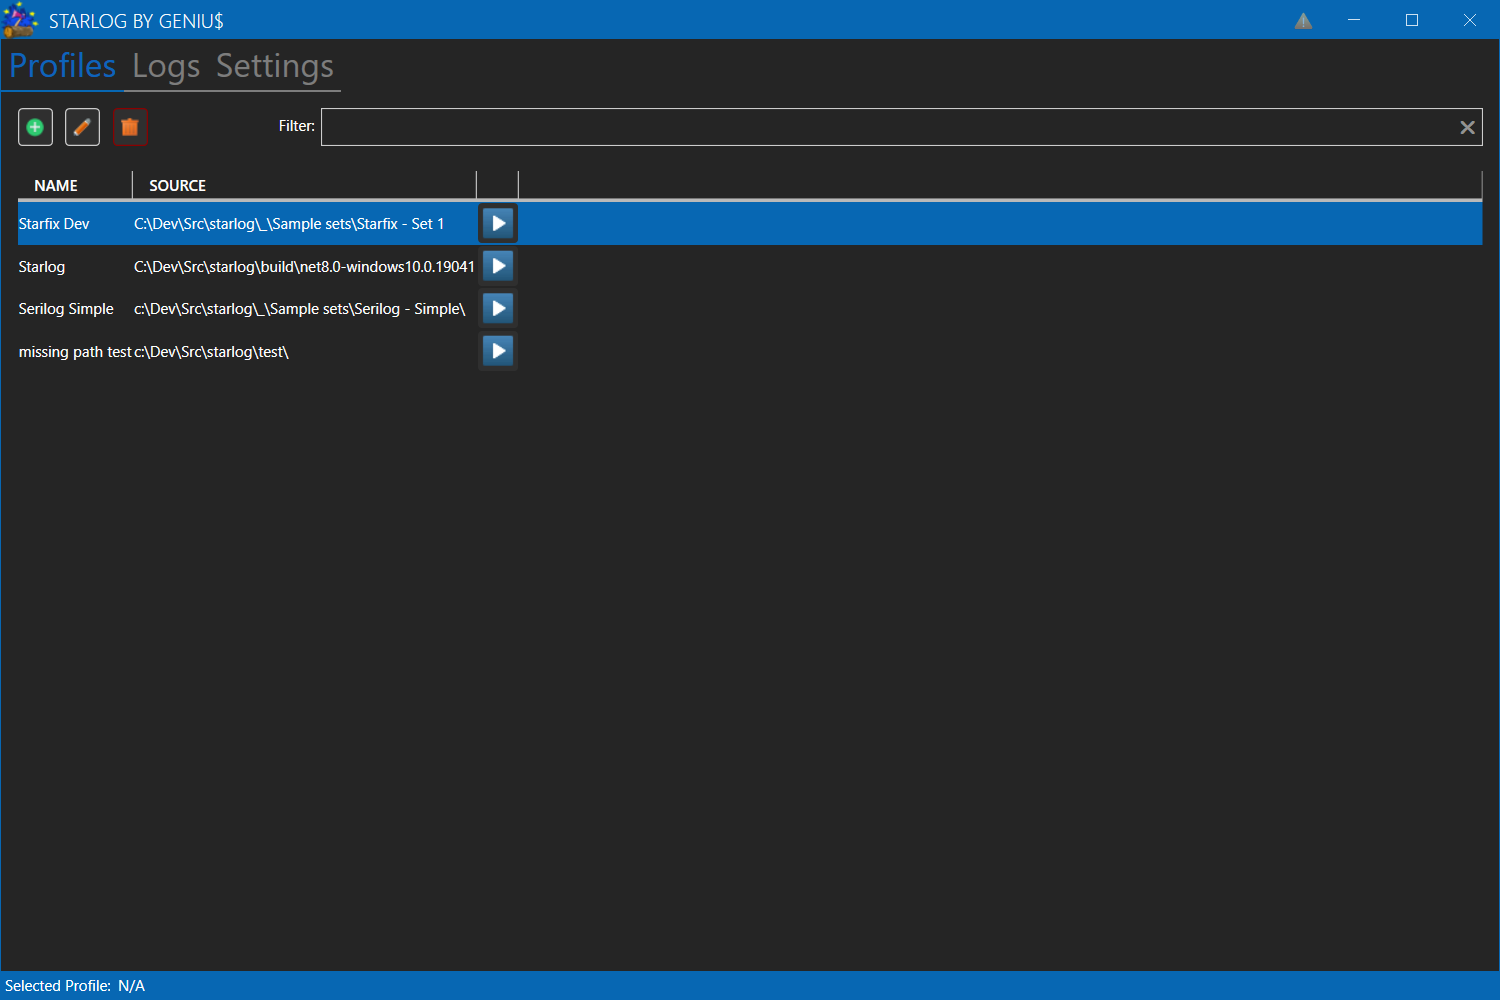 STARLOG BY GENIU$
Profiles Logs Settings
Filter:
NAME SOURCE
Starfix Dev C:\Dev\Src\starlog\_\Sample sets\Starfix - Set 1
Starlog C:\Dev\Src\starlog\build\net8.0-windows10.0.19041
Serilog Simple c:\Dev\Src\starlog\_\Sample sets\Serilog - Simple\
missing path test c:\Dev\Src\starlog\test\
Selected Profile: N/A